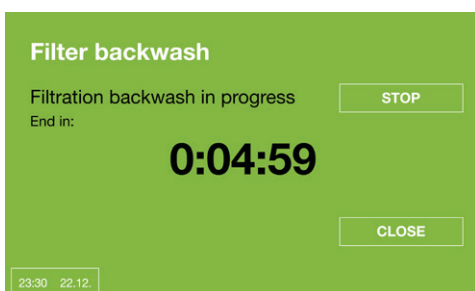 Filter backwash
Filtration backwash in progress
STOP
End in:
0:04:59
CLOSE
23:30 22.12.